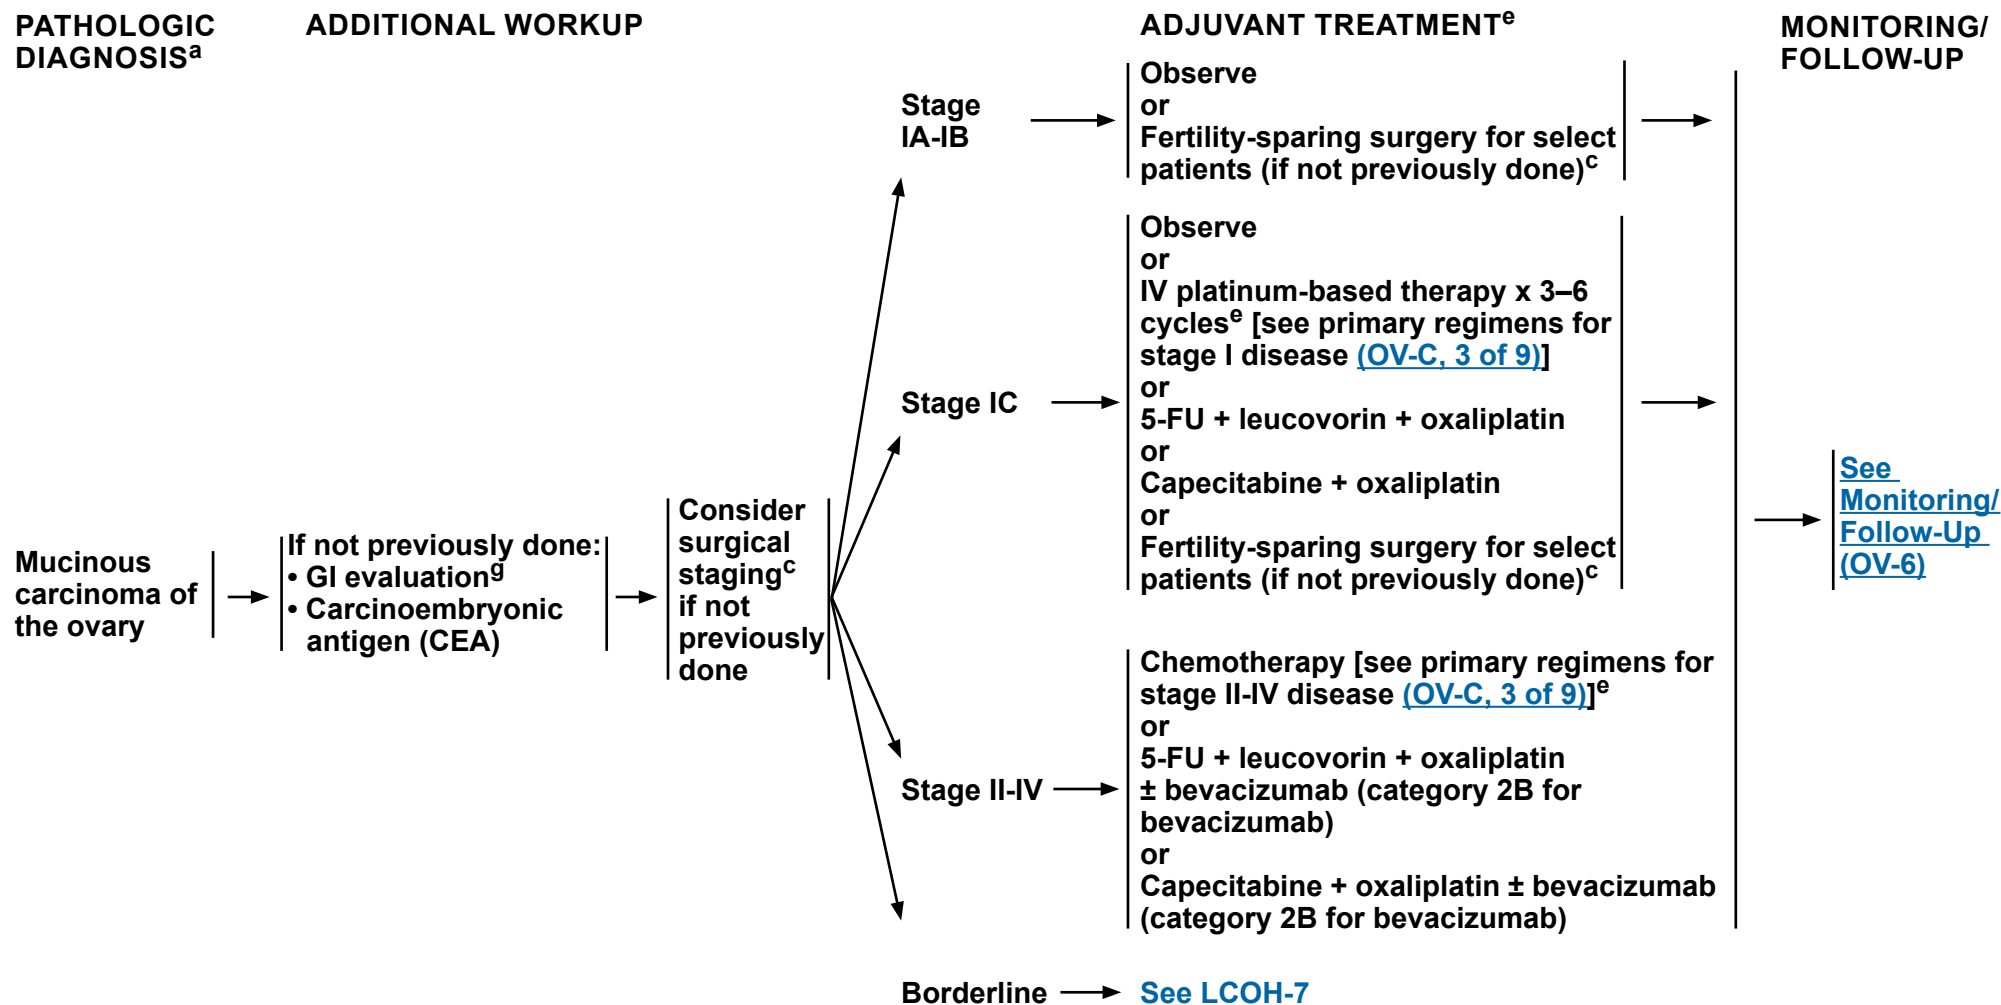 PATHOLOGIC
DIAGNOSISa
ADDITIONAL WORKUP
ADJUVANT TREATMENTe
MONITORING/
FOLLOW-UP
Mucinous
carcinoma of
the ovary
If not previously done:
• GI evaluationg
• Carcinoembryonic
antigen (CEA)
Consider
surgical
stagingc
if not
previously
done
Stage
IA-IB
Observe
or
Fertility-sparing surgery for select
patients (if not previously done)c
Stage IC
Observe
or
IV platinum-based therapy x 3–6
cyclese [see primary regimens for
stage I disease (OV-C, 3 of 9)]
or
5-FU + leucovorin + oxaliplatin
or
Capecitabine + oxaliplatin
or
Fertility-sparing surgery for select
patients (if not previously done)c
Stage II-IV
Chemotherapy [see primary regimens for
stage II-IV disease (OV-C, 3 of 9)]e
or
5-FU + leucovorin + oxaliplatin
± bevacizumab (category 2B for
bevacizumab)
or
Capecitabine + oxaliplatin ± bevacizumab
(category 2B for bevacizumab)
Borderline
See LCOH-7
See
Monitoring/
Follow-Up
(OV-6)